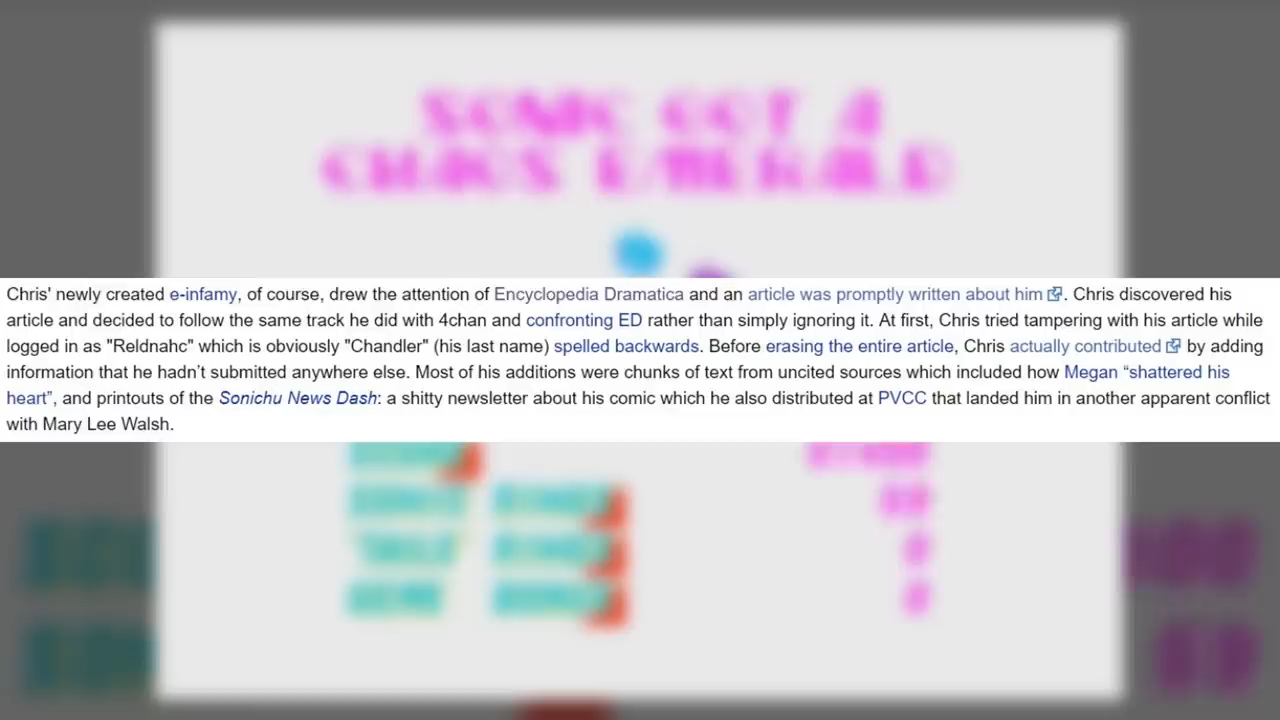 SONIC GOT A
CHAOS EMERALD
Chris' newly created e-infamy, of course, drew the attention of Encyclopedia Dramatica and an article was promptly written about him. Chris discovered his
article and decided to follow the same track he did with 4chan and confronting ED rather than simply ignoring it. At first, Chris tried tampering with his article while
logged in as "Reldnahc" which is obviously "Chandler" (his last name) spelled backwards. Before erasing the entire article, Chris actually contributed by adding
information that he hadn’t submitted anywhere else. Most of his additions were chunks of text from uncited sources which included how Megan “shattered his
heart”, and printouts of the Sonichu News Dash: a shitty newsletter about his comic which he also distributed at PVCC that landed him in another apparent conflict
with Mary Lee Walsh.